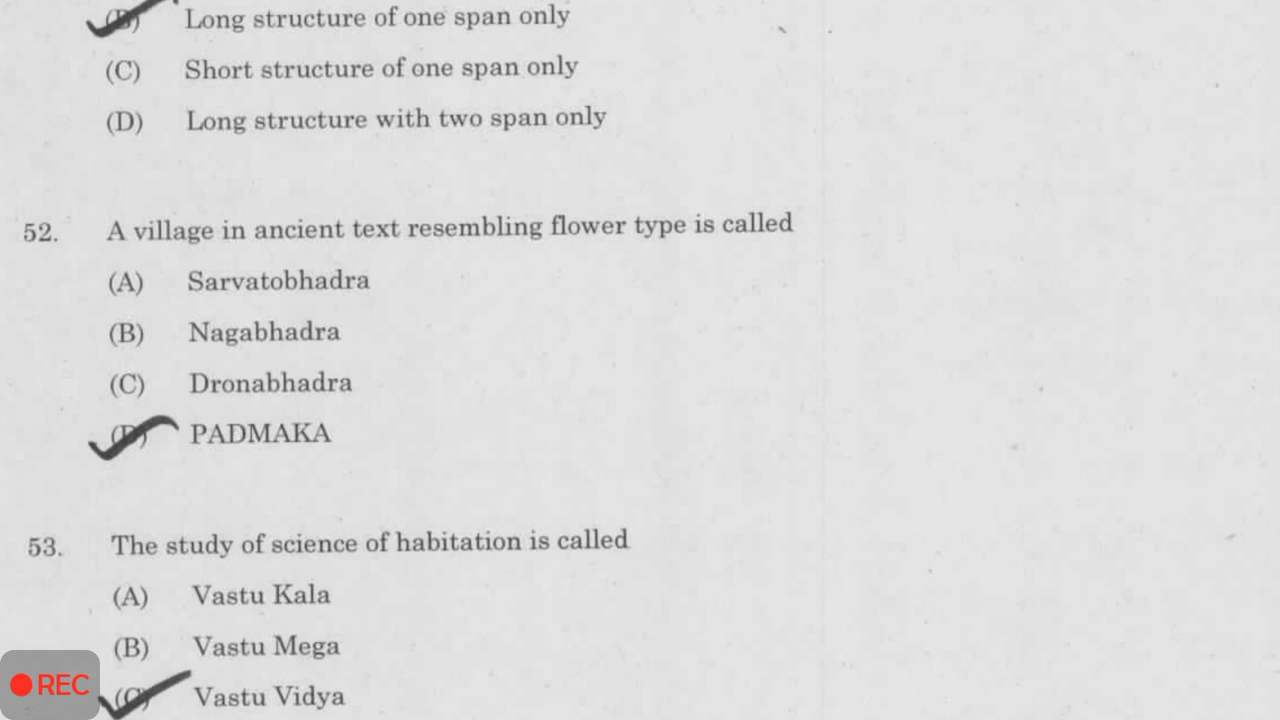 (B) Long structure of one span only
(C) Short structure of one span only
(D) Long structure with two span only
52. A village in ancient text resembling flower type is called
(A) Sarvatobhadra
(B) Nagabhadra
(C) Dronabhadra
(D) PADMAKA
53. The study of science of habitation is called
(A) Vastu Kala
(B) Vastu Mega
(C) Vastu Vidya
REC